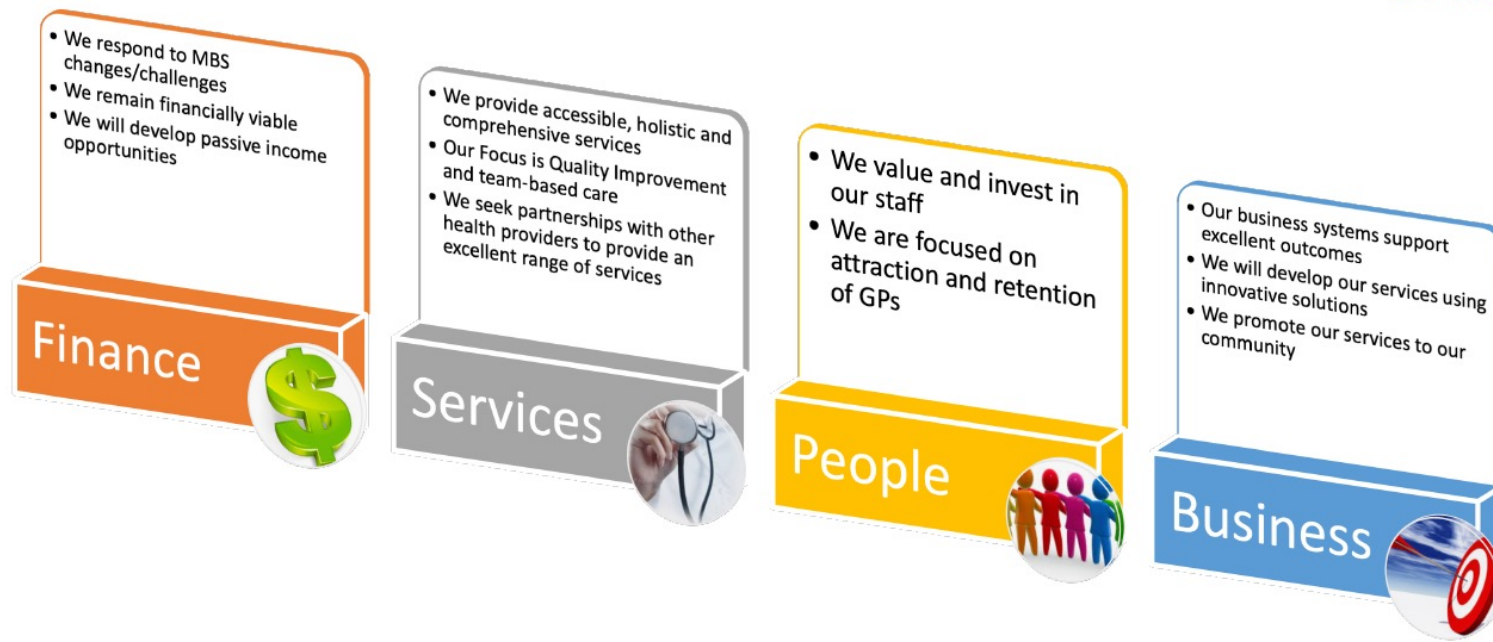 • We respond to MBS
changes/challenges
• We remain financially viable
• We will develop passive income
opportunities
Finance
• We provide accessible, holistic and
comprehensive services
• Our Focus is Quality Improvement
and team-based care
• We seek partnerships with other
health providers to provide an
excellent range of services
Services
• We value and invest in
our staff
• We are focused on
attraction and retention
of GPs
People
• Our business systems support
excellent outcomes
• We will develop our services using
innovative solutions
• We promote our services to our
community
Business